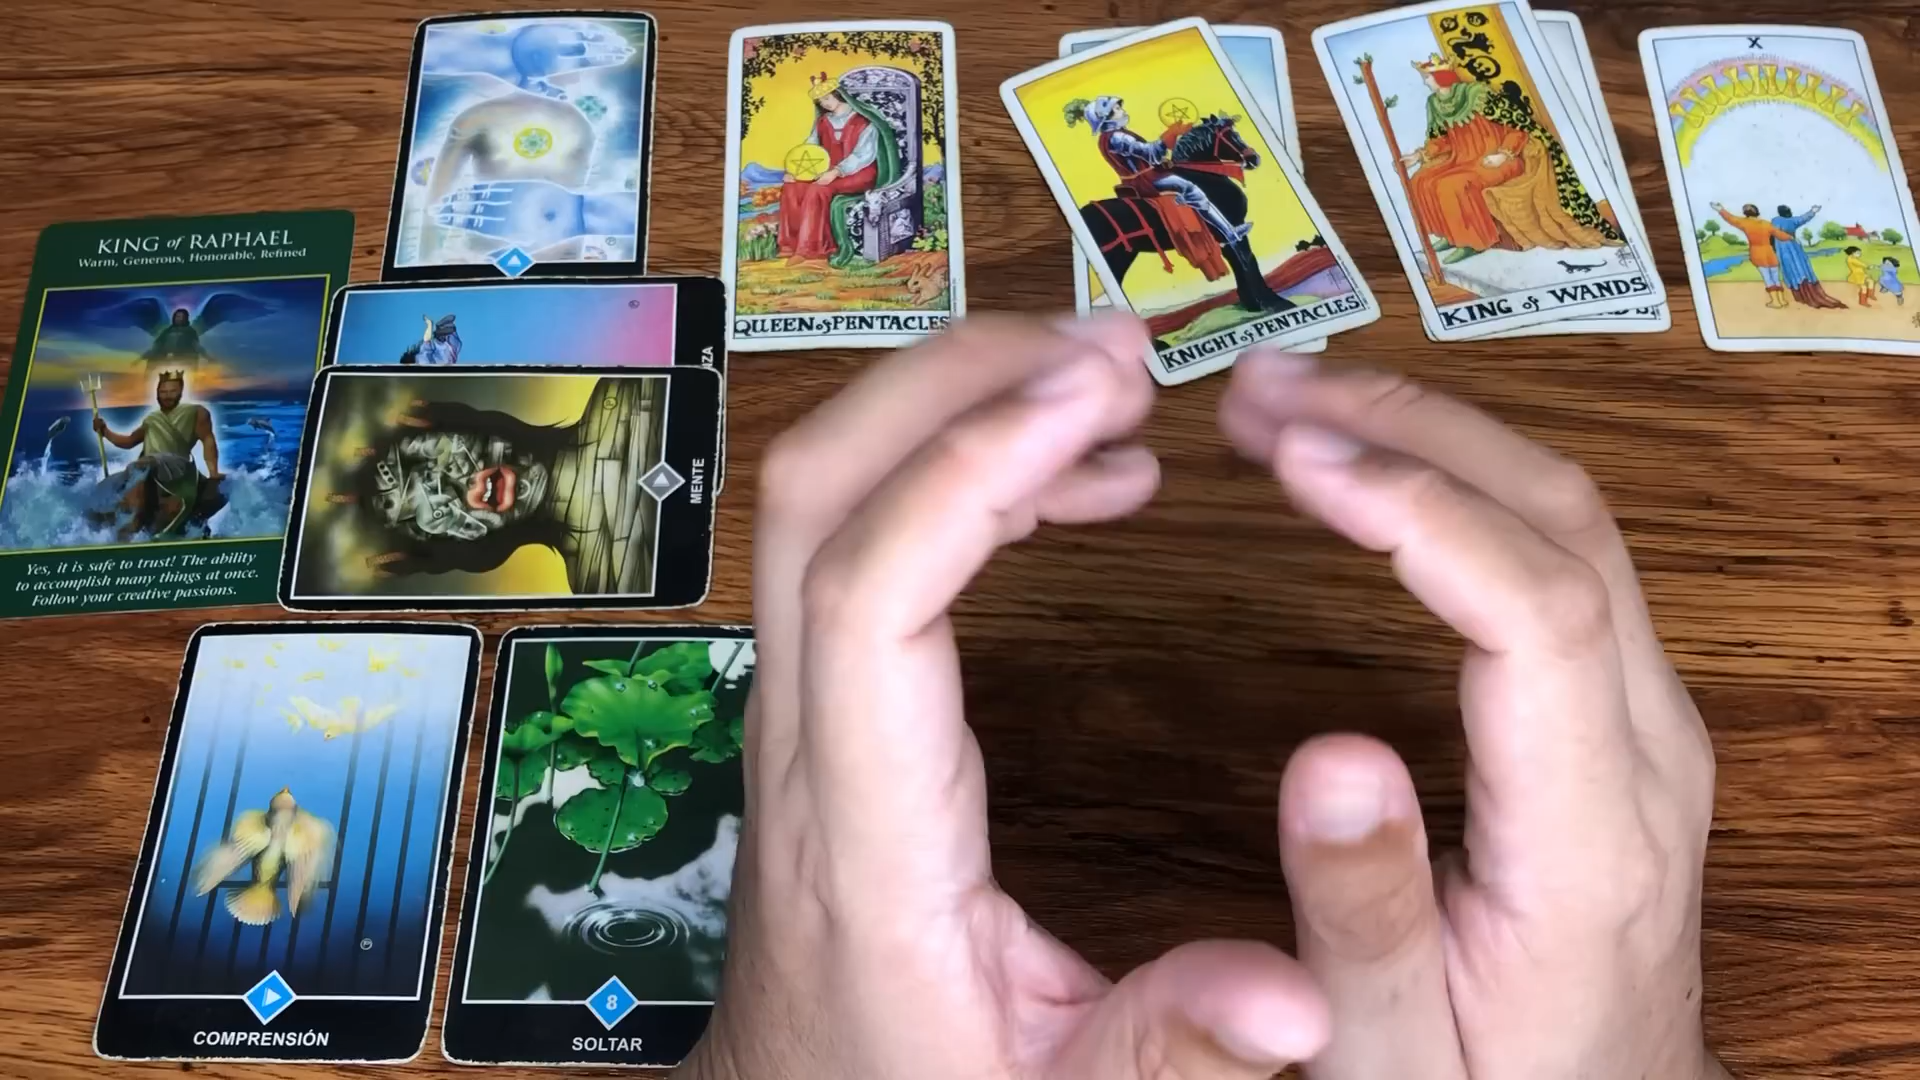 KING of RAPHAEL
Warm, Generous, Honorable, Refined
Yes, it is safe to trust! The ability
to accomplish many things at once.
Follow your creative passions.
QUEEN of PENTACLES
KNIGHT of PENTACLES
KING of WANDS
X
ZA
MENTE
COMPRENSIÓN
8
SOLTAR